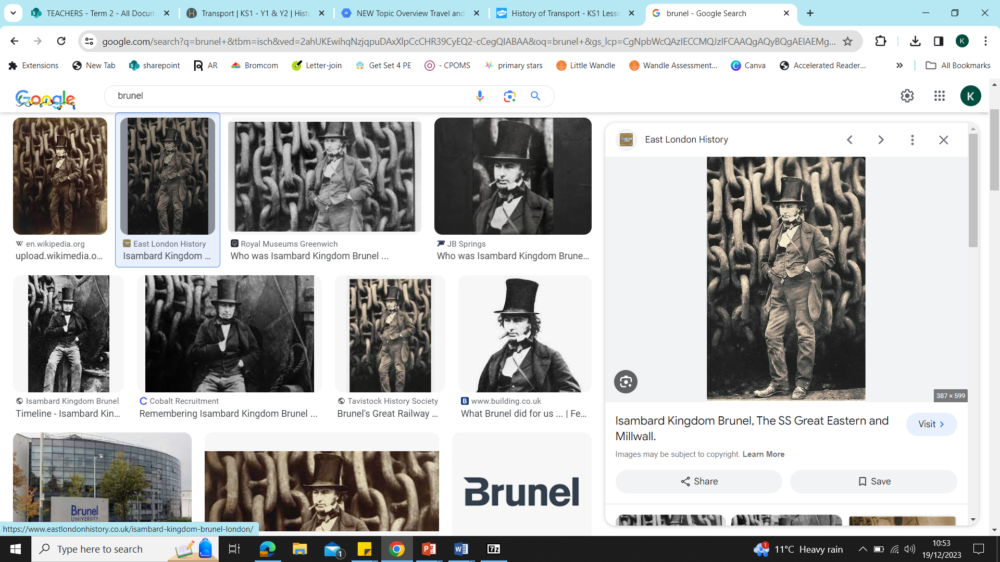 TEACHERS - Term 2 - All Docum
Transport | KS1 - Y1 & Y2 | Histo
NEW Topic Overview Travel and
History of Transport - KS1 Lesso
brunel - Google Search
google.com/search?q=brunel+&tbm=isch&ved=2ahUKEwihqNzjqpuDAxXlpCcCHR39CyEQ2-cCegQIABAA&oq=brunel+&gs_lcp=CgNpbWcQAzIECCMQJzIFCAAQgAQyBQgAEIAEMg...
K
Extensions
New Tab
sharepoint
AR
Bromcom
Letter-join
Get Set 4 PE
- CPOMS
primary stars
Little Wandle
Wandle Assessment...
Canva
Accelerated Reader...
All Bookmarks
Google
brunel
K
en.wikipedia.org
upload.wikimedia.o...
East London History
Isambard Kingdom ...
Royal Museums Greenwich
Who was Isambard Kingdom Brunel ...
JB Springs
Who was Isambard Kingdom Brune...
Isambard Kingdom Brunel
Timeline - Isambard Kin...
Cobalt Recruitment
Remembering Isambard Kingdom Brunel ...
Tavistock History Society
Brunel's Great Railway ...
www.building.co.uk
What Brunel did for us ... | Fe...
Brunel
UNIVERSITY
Brunel
East London History
387 × 599
Isambard Kingdom Brunel, The SS Great Eastern and
Millwall.
Visit
Images may be subject to copyright. Learn More
Share
Save
https://www.eastlondonhistory.co.uk/isambard-kingdom-brunel-london/
Type here to search
1
7z
1
11°C Heavy rain
10:53
19/12/2023